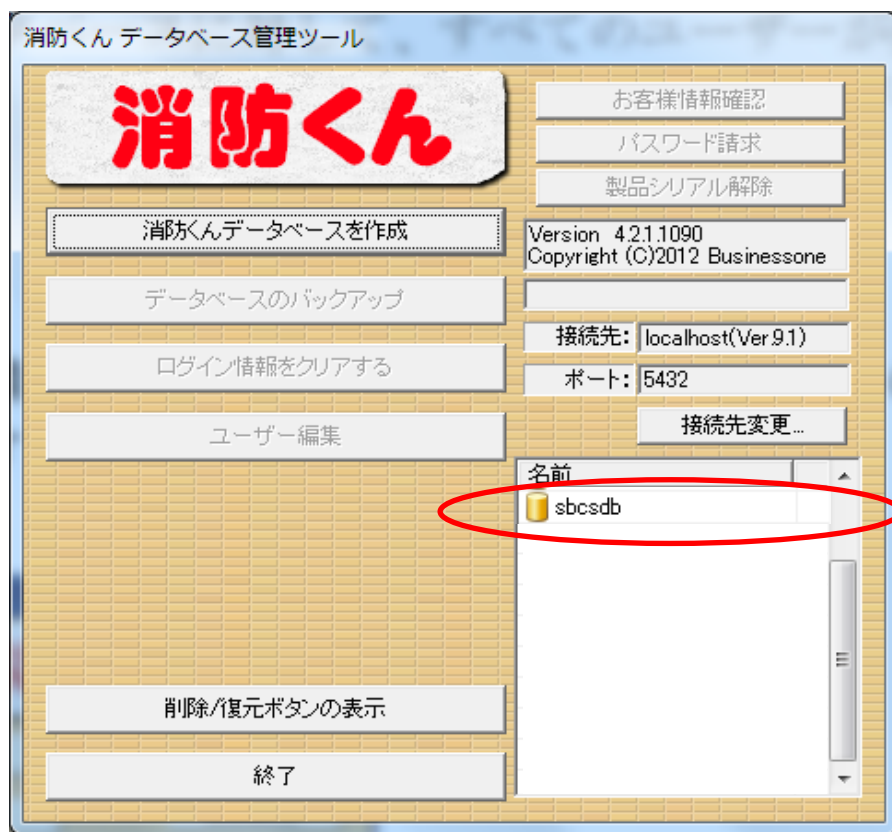 消防くん データベース管理ツール
消防くん
お客様情報確認
パスワード請求
製品シリアル解除
消防くんデータベースを作成
Version 4.2.1.1090
Copyright (C)2012 Businessone
データベースのバックアップ
接続先: localhost(Ver.9.1)
ログイン情報をクリアする
ポート: 5432
接続先変更...
ユーザー編集
名前
sbcsdb
削除/復元ボタンの表示
終了